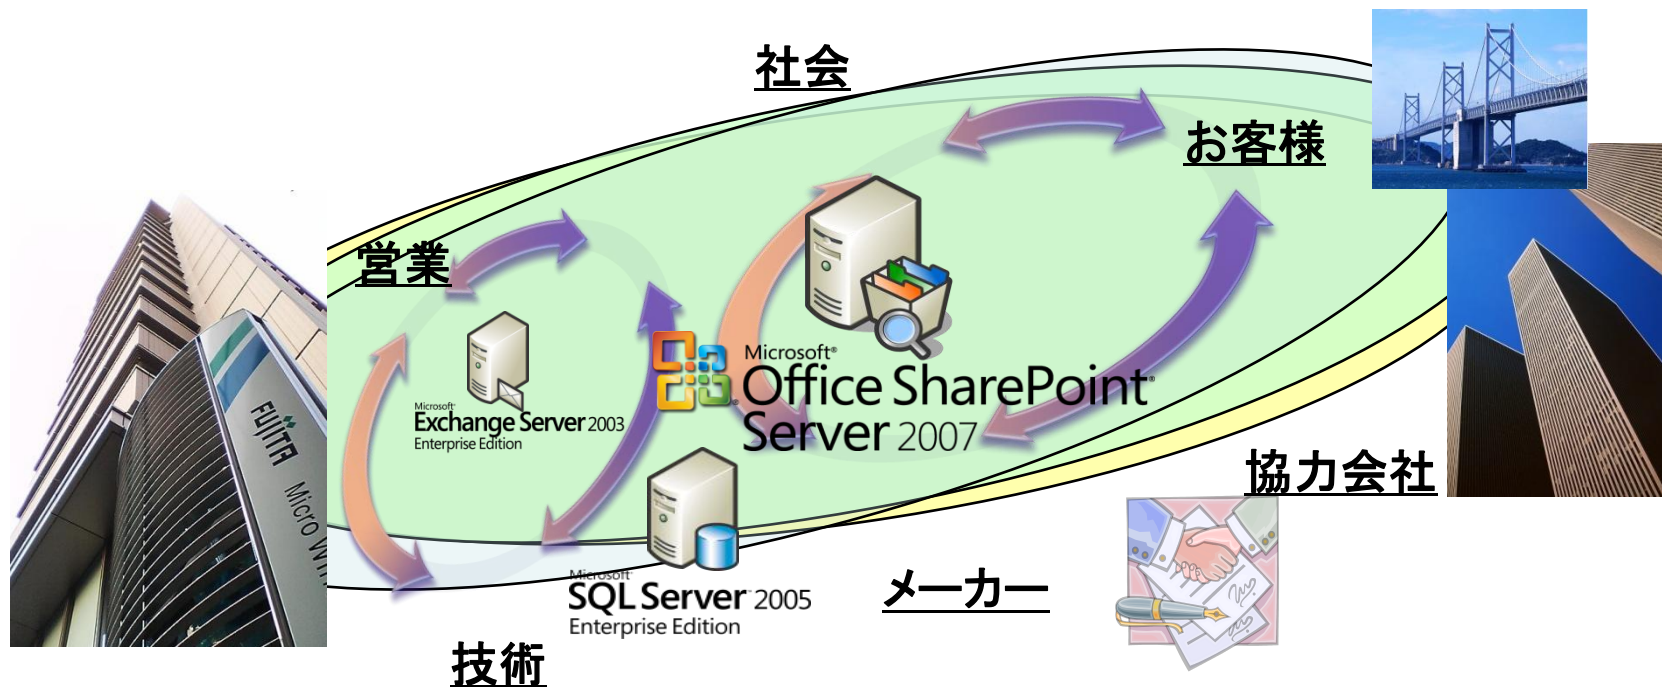 社会
お客様
営業
Microsoft®
Office SharePoint®
Server 2007
Microsoft®
Exchange Server 2003
Enterprise Edition
FUJITA
Micro
協力会社
Microsoft®
SQL Server™ 2005
Enterprise Edition
メーカー
技術